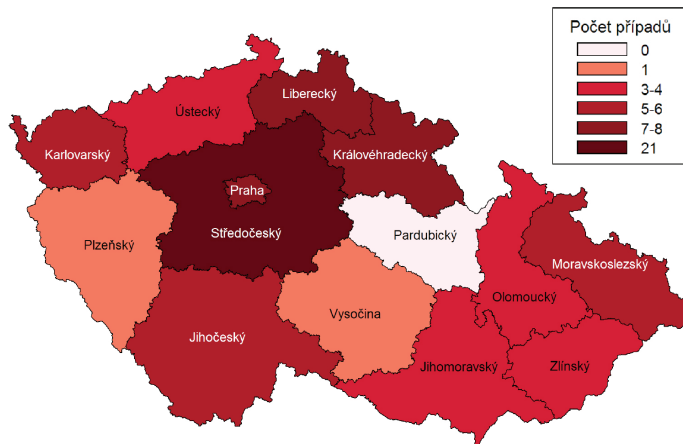 Počet případů
0
1
3-4
5-6
7-8
21
Liberecký
Ústecký
Karlovarský
Královéhradecký
Praha
Středočeský
Pardubický
Plzeňský
Moravskoslezský
Olomoucký
Vysočina
Jihočeský
Jihomoravský
Zlínský